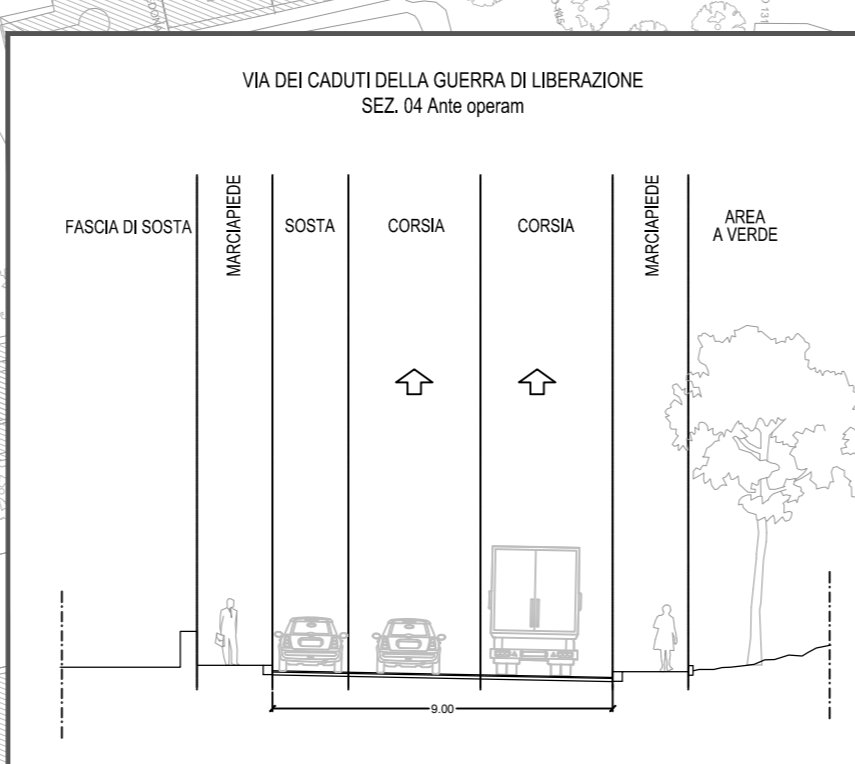 VIA DEI CADUTI DELLA GUERRA DI LIBERAZIONE
SEZ. 04 Ante operam
FASCIA DI SOSTA
MARCIAPIEDE
SOSTA
CORSIA
CORSIA
MARCIAPIEDE
AREA
A VERDE
9.00